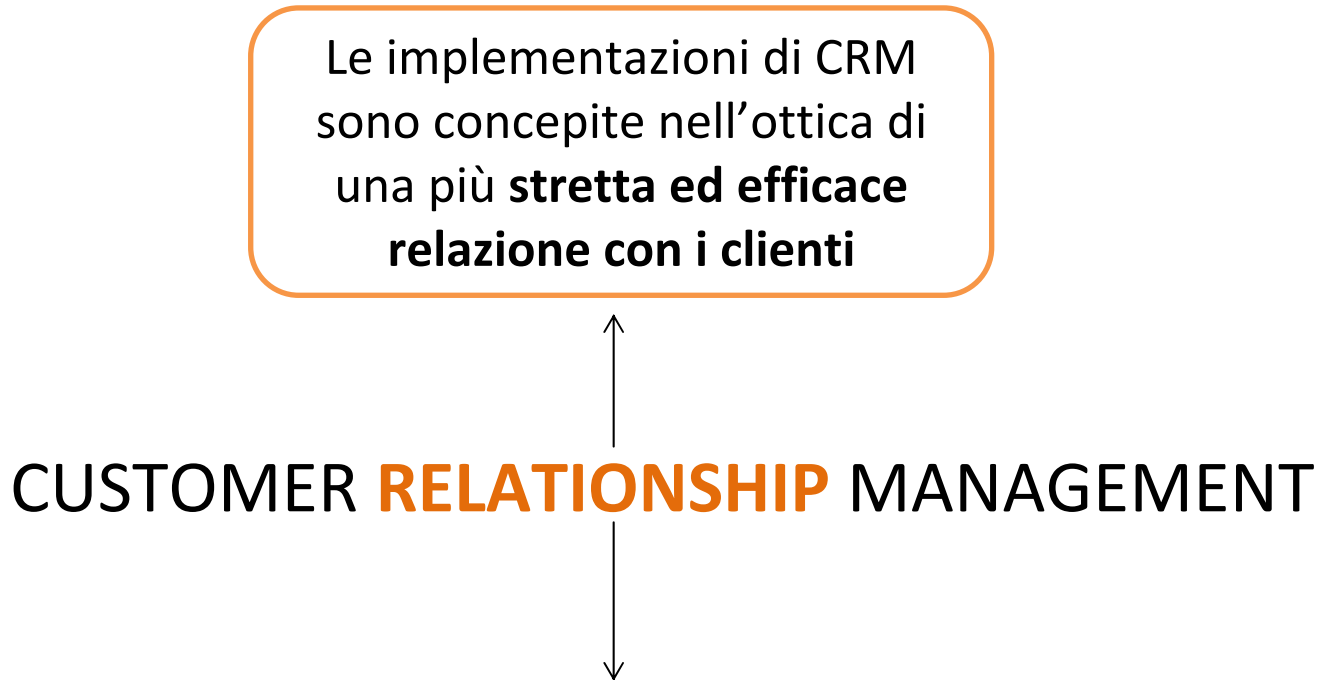 Le implementazioni di CRM
sono concepite nell’ottica di
una più stretta ed efficace
relazione con i clienti
CUSTOMER RELATIONSHIP MANAGEMENT